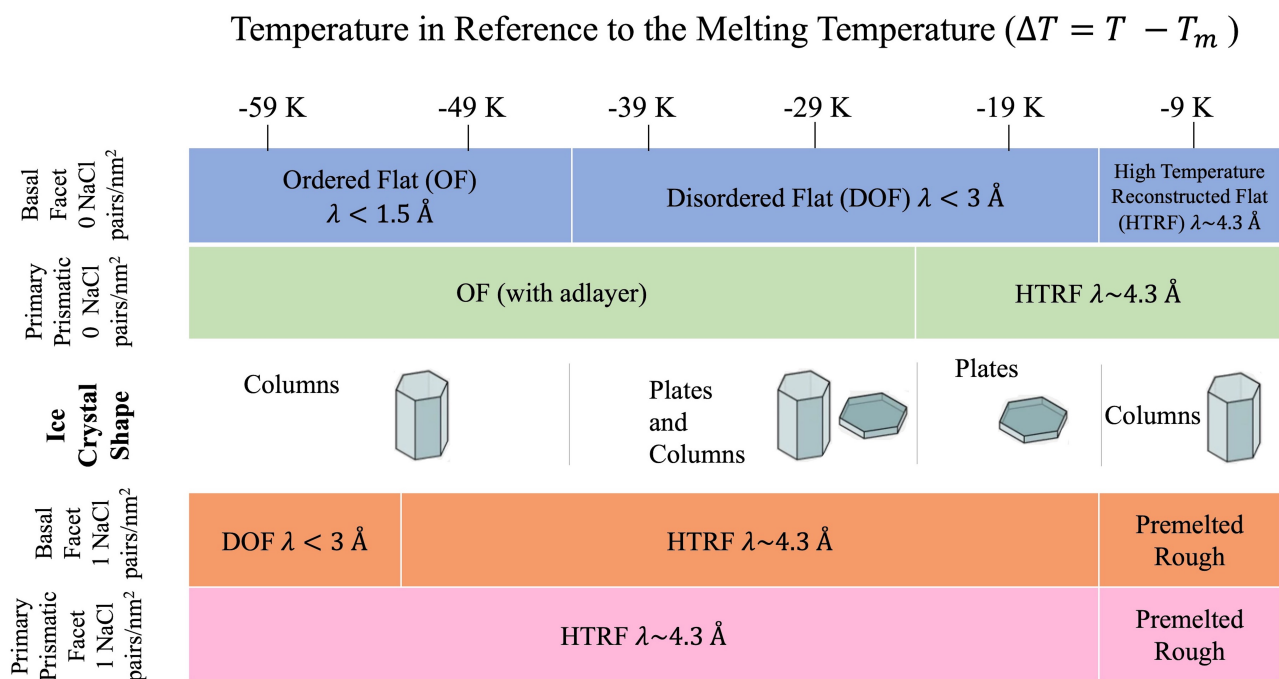 Temperature in Reference to the Melting Temperature (Δ𝑇 = 𝑇 − 𝑇ₘ )
-59 K -49 K -39 K -29 K -19 K -9 K
Basal
Facet
0 NaCl
pairs/nm²
Ordered Flat (OF)
𝜆 < 1.5 Å
Disordered Flat (DOF) 𝜆 < 3 Å
High Temperature
Reconstructed Flat
(HTRF) 𝜆~4.3 Å
Primary
Prismatic
0 NaCl
pairs/nm²
OF (with adlayer)
HTRF 𝜆~4.3 Å
Ice
Crystal
Shape
Columns
Plates
and
Columns
Plates
Columns
Basal
Facet
1 NaCl
pairs/nm²
DOF 𝜆 < 3 Å
HTRF 𝜆~4.3 Å
Premelted
Rough
Primary
Prismatic
Facet
1 NaCl
pairs/nm²
HTRF 𝜆~4.3 Å
Premelted
Rough